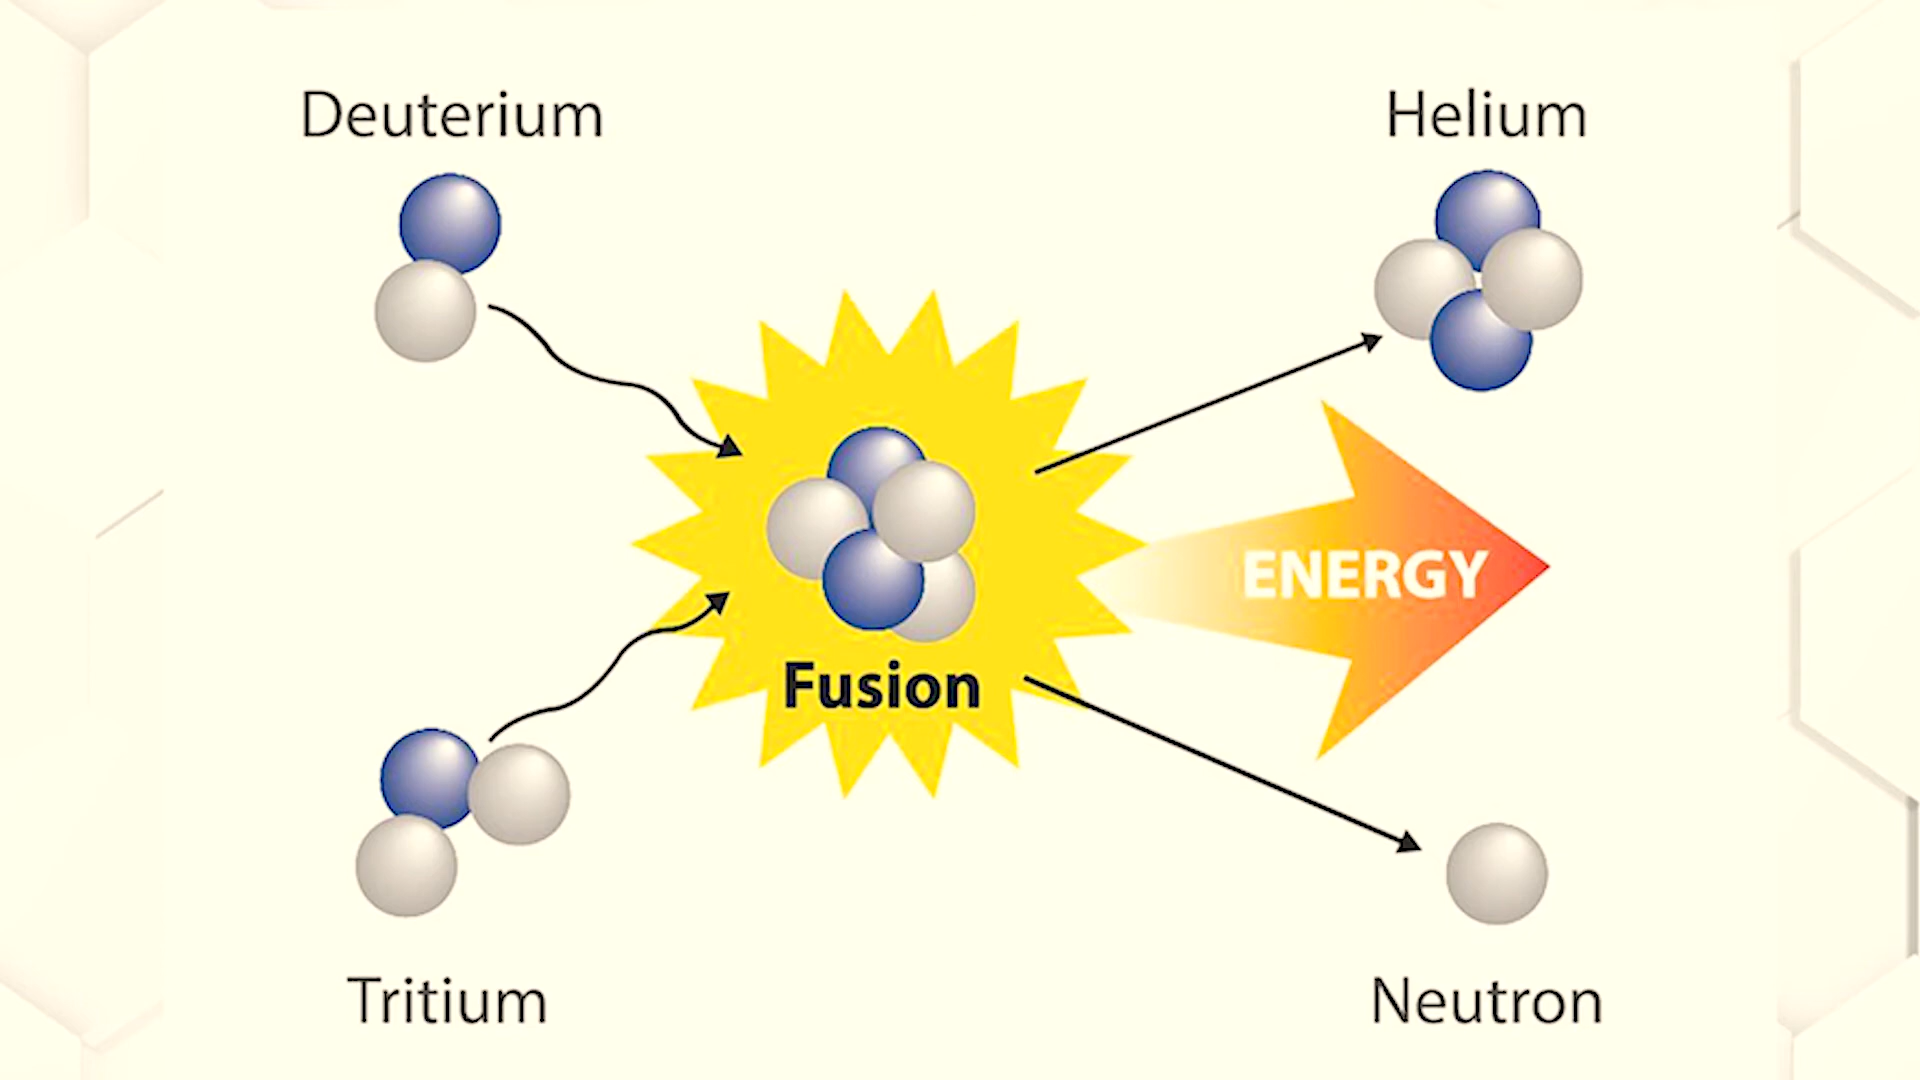 Deuterium
Helium
ENERGY
Fusion
Tritium
Neutron